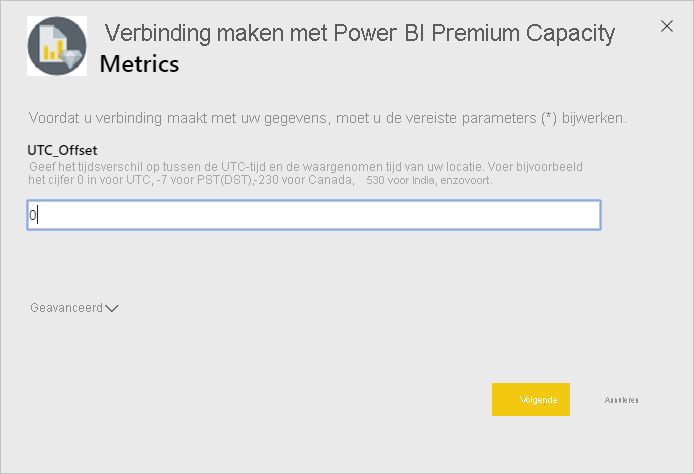 Verbinding maken met Power BI Premium Capacity
Metrics
Voordat u verbinding maakt met uw gegevens, moet u de vereiste parameters (*) bijwerken.
UTC_Offset
Geef het tijdsverschil op tussen de UTC-tijd en de waargenomen tijd van uw locatie. Voer bijvoorbeeld
het cijfer 0 in voor UTC, -7 voor PST(DST),-230 voor Canada, 530 voor India, enzovoort.
0
Geavanceerd
Volgende Annuleren